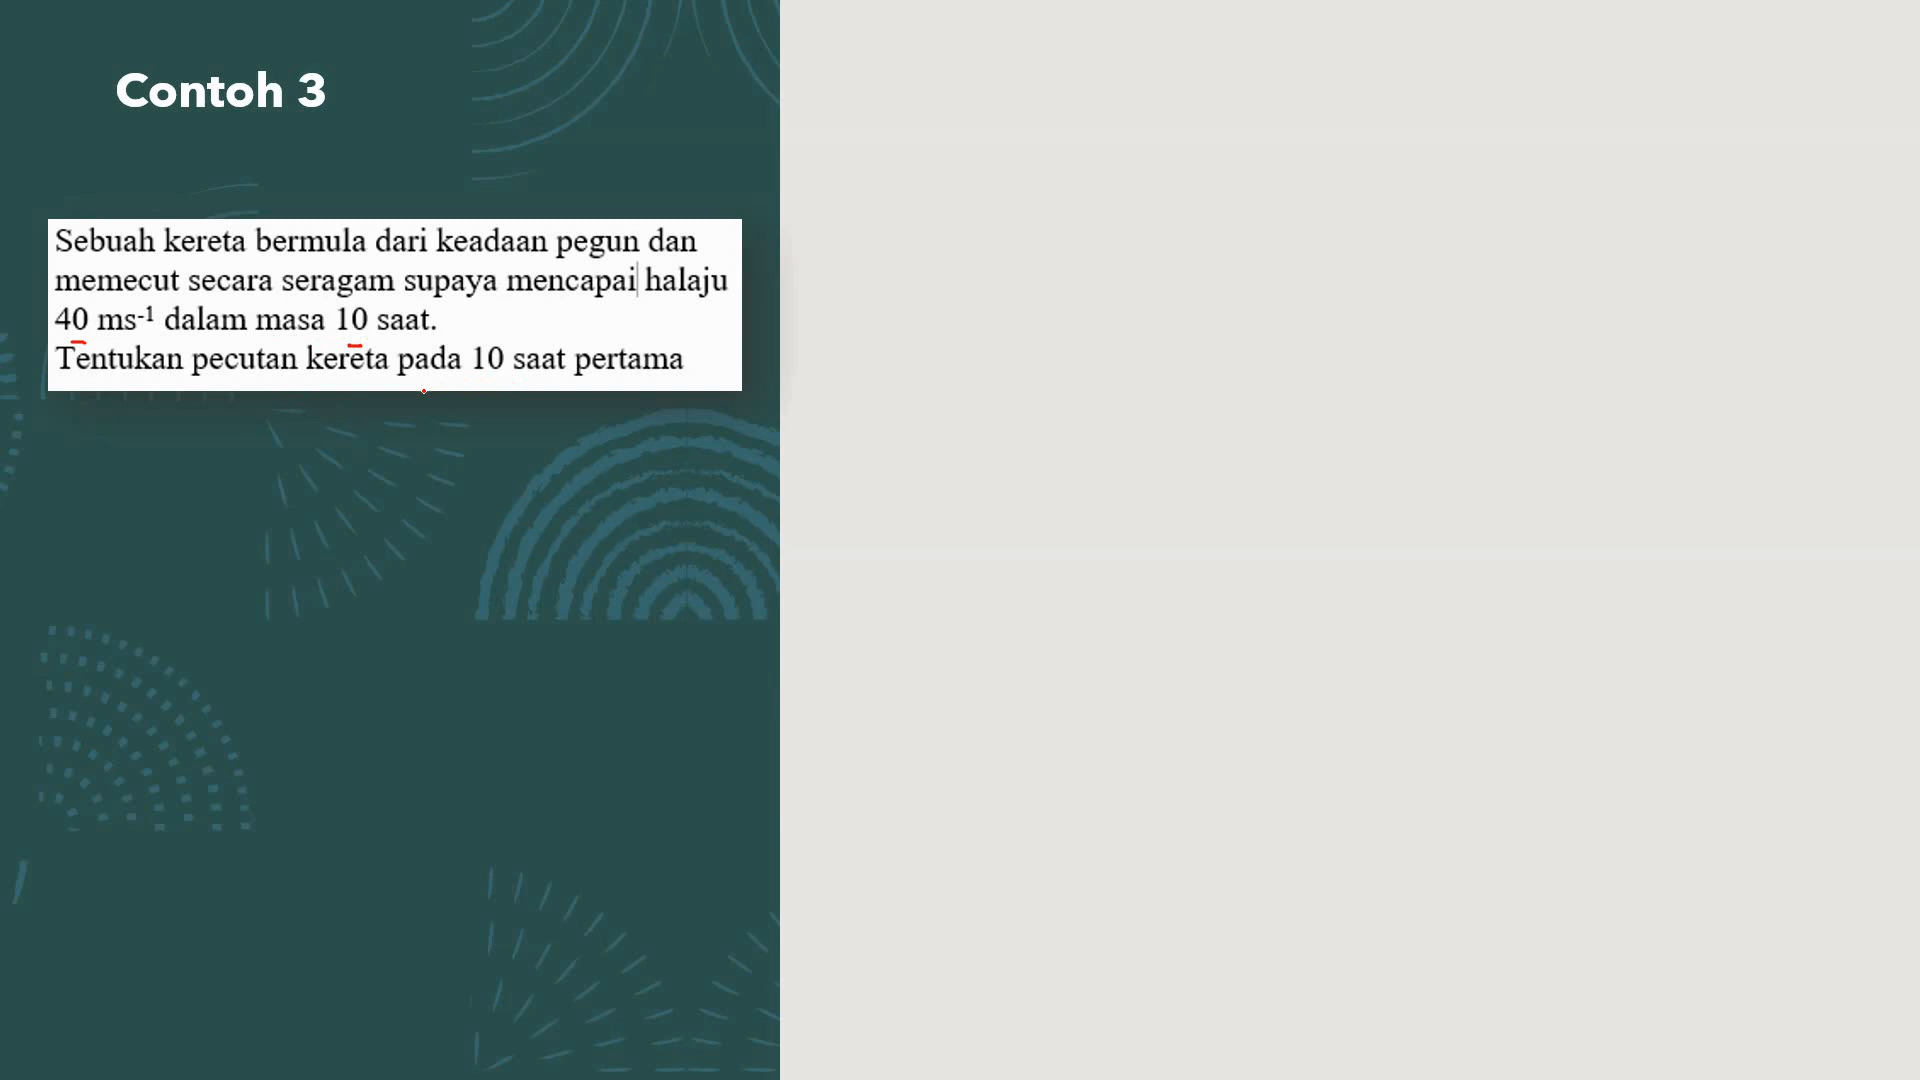 Contoh 3
Sebuah kereta bermula dari keadaan pegun dan
memecut secara seragam supaya mencapai halaju
40 ms⁻¹ dalam masa 10 saat.
Tentukan pecutan kereta pada 10 saat pertama